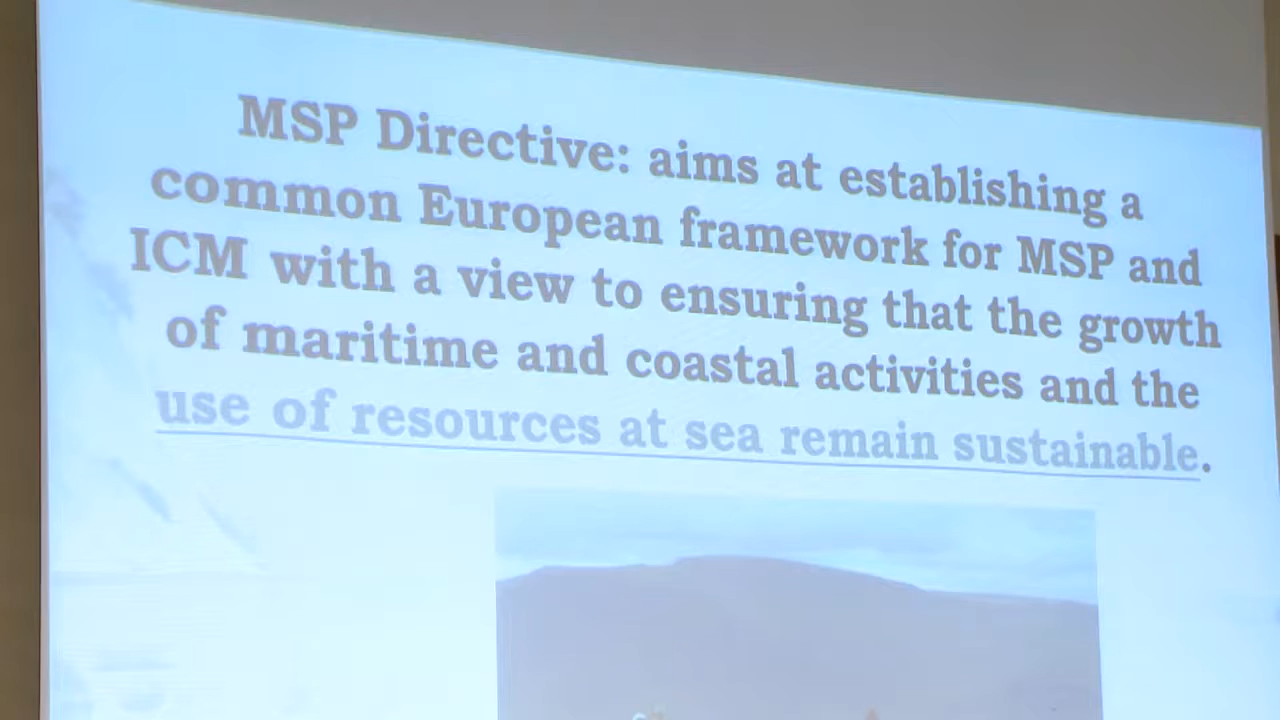 MSP Directive: aims at establishing a
common European framework for MSP and
ICM with a view to ensuring that the growth
of maritime and coastal activities and the
use of resources at sea remain sustainable.